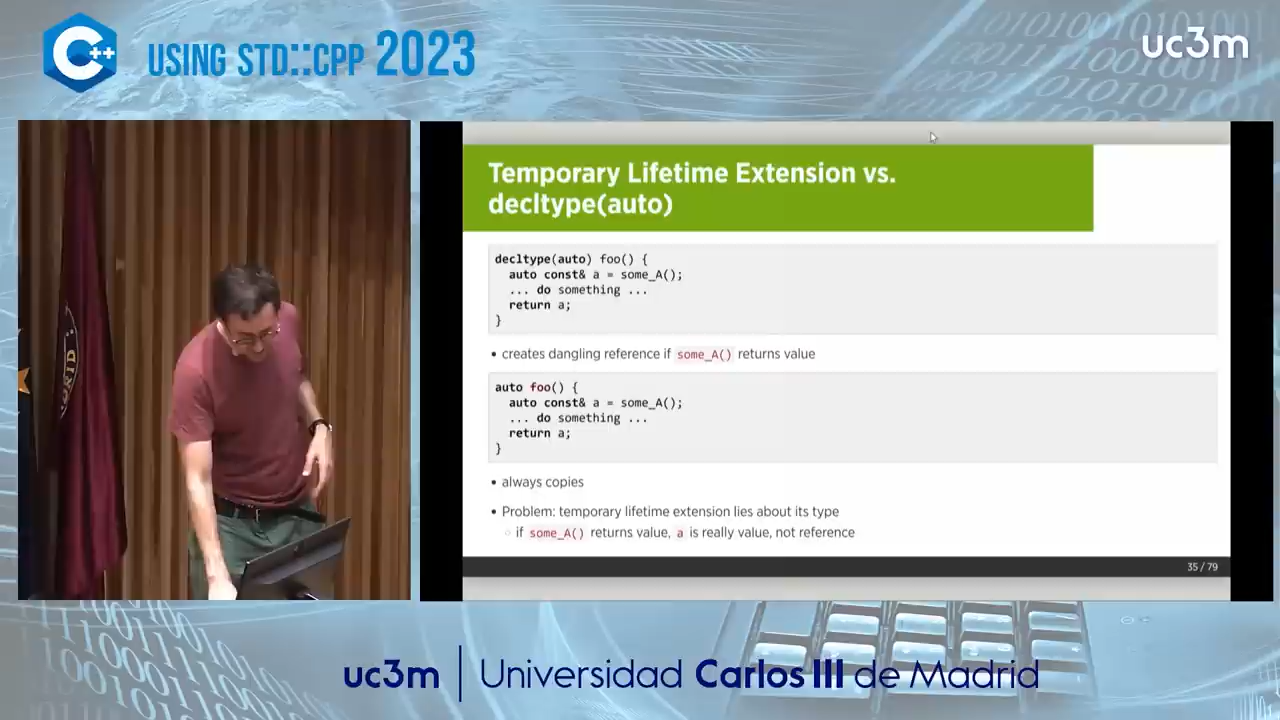 C++
USING STD::CPP 2023
uc3m
Temporary Lifetime Extension vs.
decltype(auto)
decltype(auto) foo() {
auto const& a = some_A();
... do something ...
return a;
}
• creates dangling reference if some_A() returns value
auto foo() {
auto const& a = some_A();
... do something ...
return a;
}
• always copies
• Problem: temporary lifetime extension lies about its type
◦ if some_A() returns value, a is really value, not reference
35 / 79
uc3m | Universidad Carlos III de Madrid